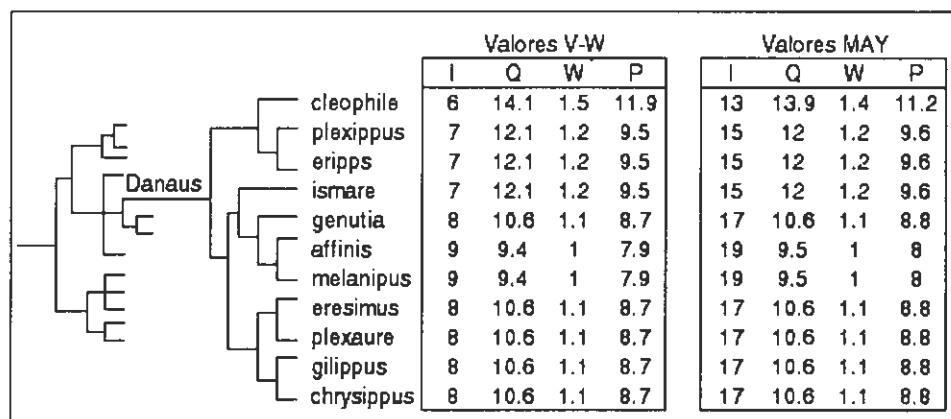 Valores V-W Valores MAY
I Q W P I Q W P
cleophile 6 14.1 1.5 11.9 13 13.9 1.4 11.2
plexippus 7 12.1 1.2 9.5 15 12 1.2 9.6
eripps 7 12.1 1.2 9.5 15 12 1.2 9.6
Danaus
ismare 7 12.1 1.2 9.5 15 12 1.2 9.6
genutia 8 10.6 1.1 8.7 17 10.6 1.1 8.8
affinis 9 9.4 1 7.9 19 9.5 1 8
melanipus 9 9.4 1 7.9 19 9.5 1 8
eresimus 8 10.6 1.1 8.7 17 10.6 1.1 8.8
plexaure 8 10.6 1.1 8.7 17 10.6 1.1 8.8
gilippus 8 10.6 1.1 8.7 17 10.6 1.1 8.8
chrysippus 8 10.6 1.1 8.7 17 10.6 1.1 8.8